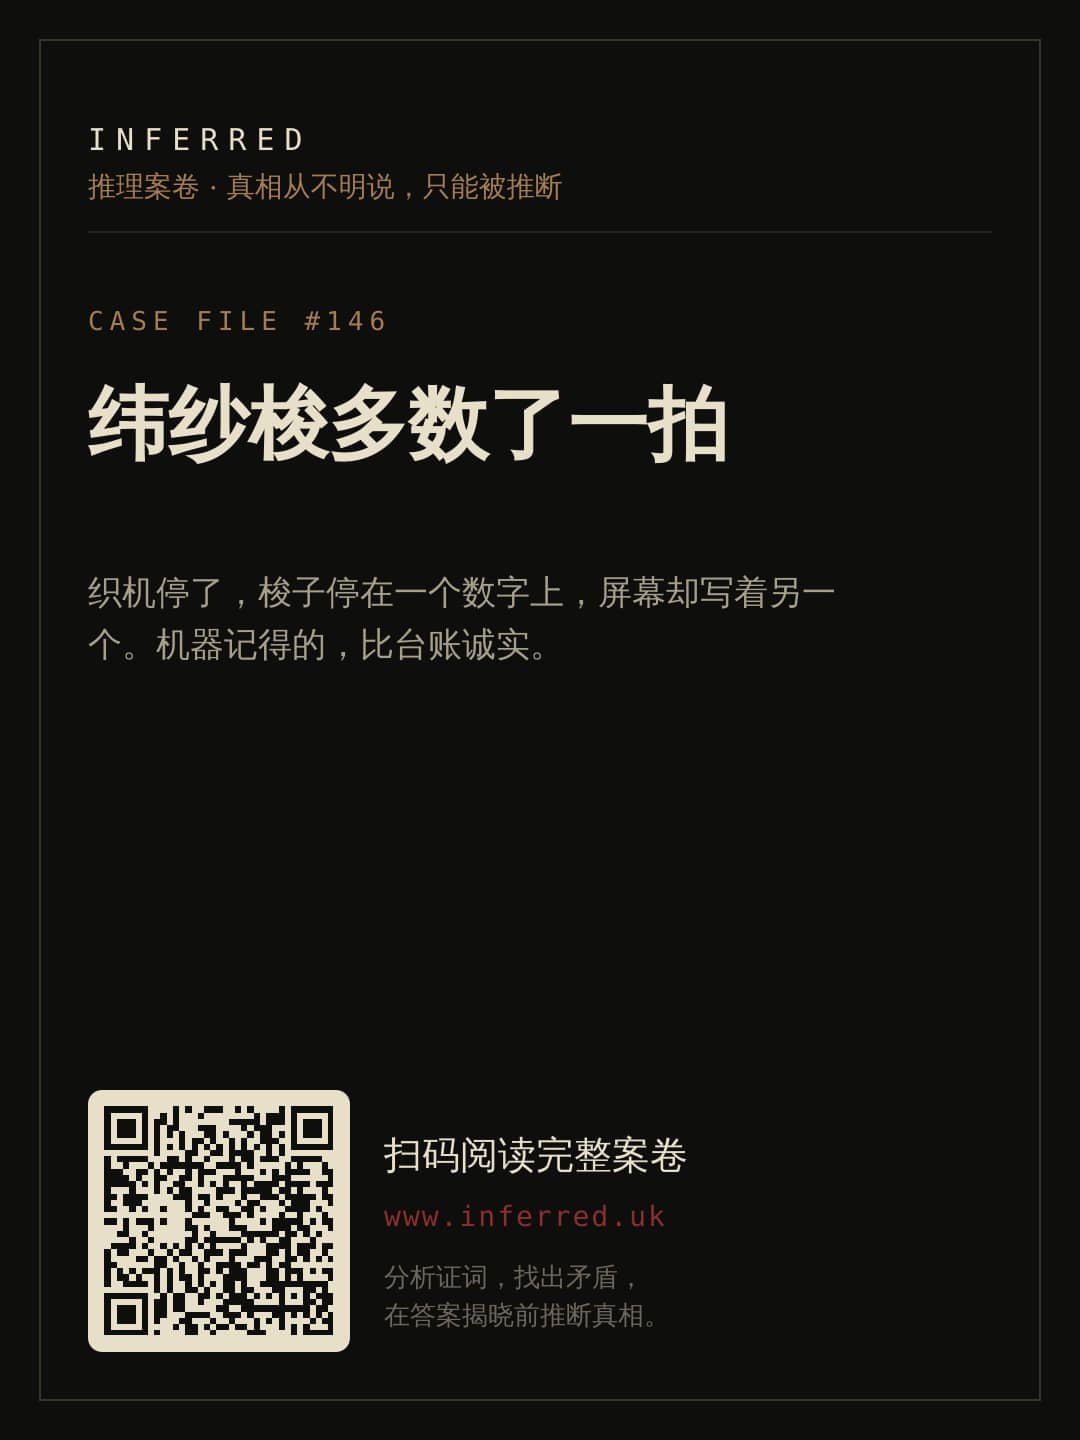 INFERRED
推理案卷 · 真相从不明说，只能被推断
CASE FILE #146
纬纱梭多数了一拍
织机停了，梭子停在一个数字上，屏幕却写着另一
个。机器记得的，比台账诚实。
扫码阅读完整案卷
www.inferred.uk
分析证词，找出矛盾，
在答案揭晓前推断真相。